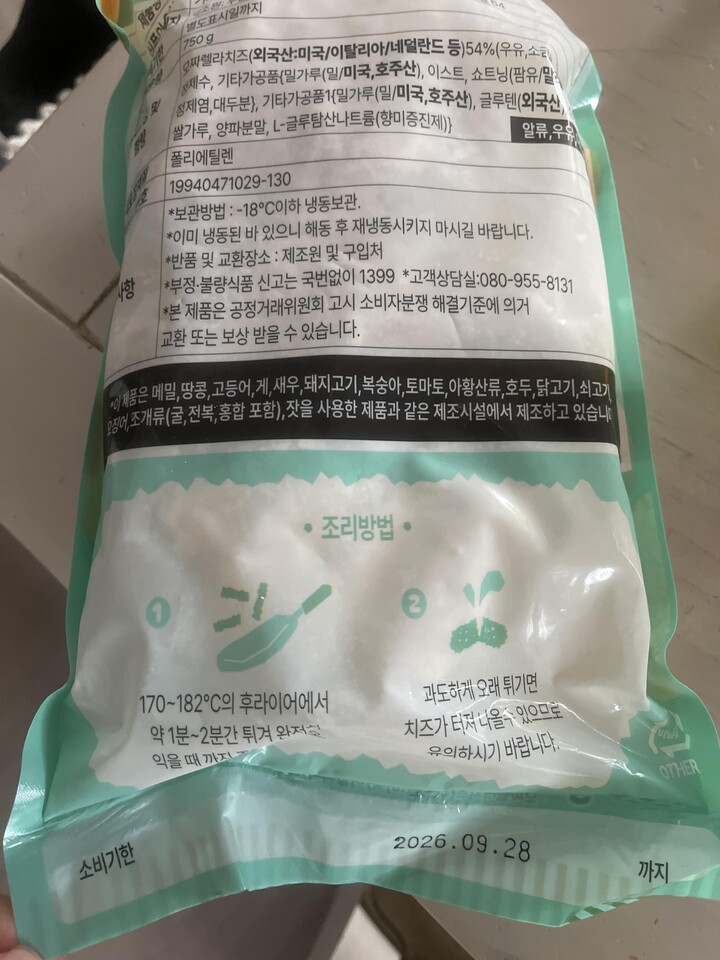 별도표시일까지
750 g
모짜렐라치즈(외국산:미국/이탈리아/네덜란드 등)54%(우유,소금
정제수, 기타가공품{밀가루(밀/미국,호주산), 이스트, 쇼트닝(팜유/말
정제염,대두분}, 기타가공품1{밀가루(밀/미국,호주산), 글루텐(외국산)
쌀가루, 양파분말, L-글루탐산나트륨(향미증진제)}
알류,우유
폴리에틸렌
19940471029-130
*보관방법 : -18°C이하 냉동보관.
*이미 냉동된 바 있으니 해동 후 재냉동시키지 마시길 바랍니다.
*반품 및 교환장소 : 제조원 및 구입처
사항
*부정·불량식품 신고는 국번없이 1399 *고객상담실:080-955-8131
*본 제품은 공정거래위원회 고시 소비자분쟁 해결기준에 의거
교환 또는 보상 받을 수 있습니다.
*이 제품은 메밀,땅콩,고등어,게,새우,돼지고기,복숭아,토마토,아황산류,호두,닭고기,쇠고기,
오징어,조개류(굴,전복,홍합 포함),잣을 사용한 제품과 같은 제조시설에서 제조하고 있습니
• 조리방법 •
1
2
170~182°C의 후라이어에서
약 1분~2분간 튀겨 완전히
익을 때 까지
과도하게 오래 튀기면
치즈가 터져 나올수 있으므로
유의하시기 바랍니다.
OTHER
소비기한
2026.09.28
까지